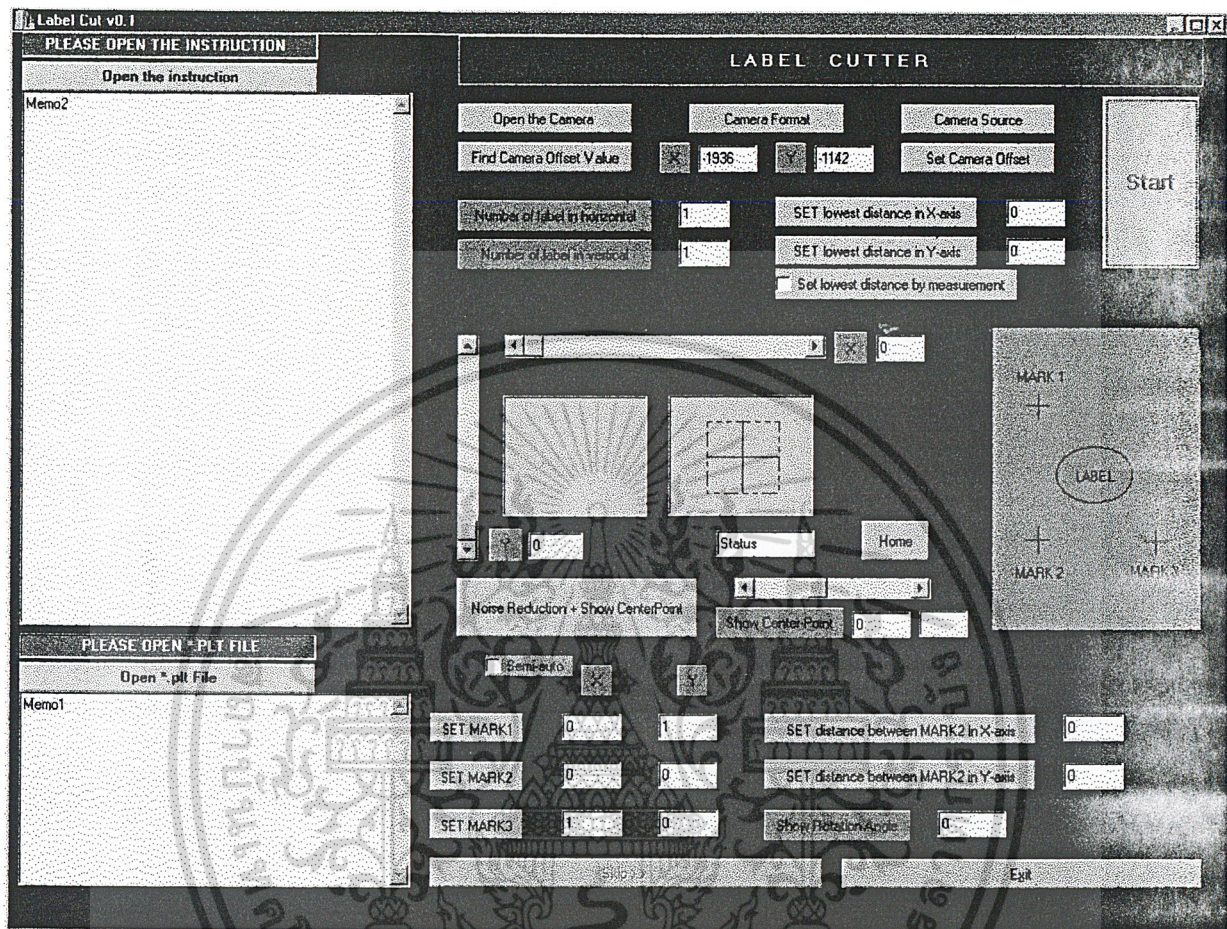 Label Cut v0.1
PLEASE OPEN THE INSTRUCTION
Open the instruction
Memo2
LABEL CUTTER
Open the Camera
Camera Format
Camera Source
Find Camera Offset Value
X
-1936
Y
-1142
Set Camera Offset
Start
Number of label in horizontal
1
SET lowest distance in X-axis
0
Number of label in vertical
1
SET lowest distance in Y-axis
0
Set lowest distance by measurement
X
0
MARK 1
LABEL
MARK 2
MARK 3
Y
0
Status
Home
Noise Reduction + Show CenterPoint
Show Center-Point
0
PLEASE OPEN *.PLT FILE
Open *.plt File
Memo1
Semi-auto
X
Y
SET MARK1
0
1
SET distance between MARK2 in X-axis
0
SET MARK2
0
0
SET distance between MARK2 in Y-axis
0
SET MARK3
1
0
Show Rotation Angle
0
Exit